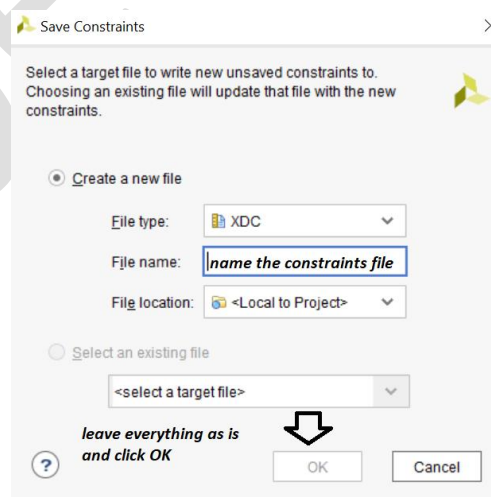 Save Constraints
Select a target file to write new unsaved constraints to.
Choosing an existing file will update that file with the new
constraints.
Create a new file
File type: XDC
File name: name the constraints file
File location: <Local to Project>
Select an existing file
<select a target file>
leave everything as is
and click OK
? OK Cancel